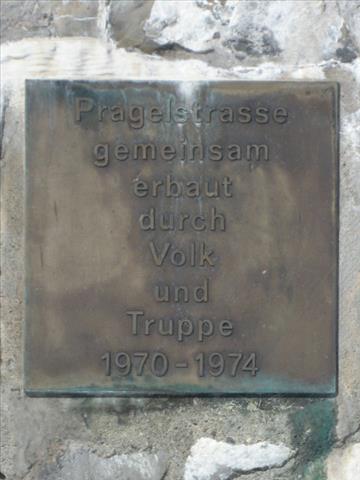 Pragelstrasse
gemeinsam
erbaut
durch
Volk
und
Truppe
1970-1974